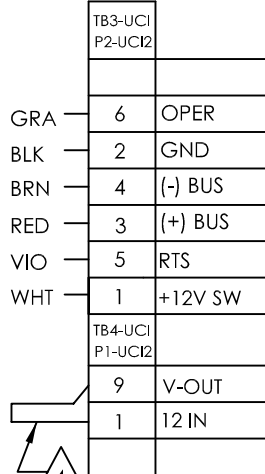 TB3-UCI
P2-UCI2
GRA 6 OPER
BLK 2 GND
BRN 4 (-) BUS
RED 3 (+) BUS
VIO 5 RTS
WHT 1 +12V SW
TB4-UCI
P1-UCI2
9 V-OUT
1 12 IN